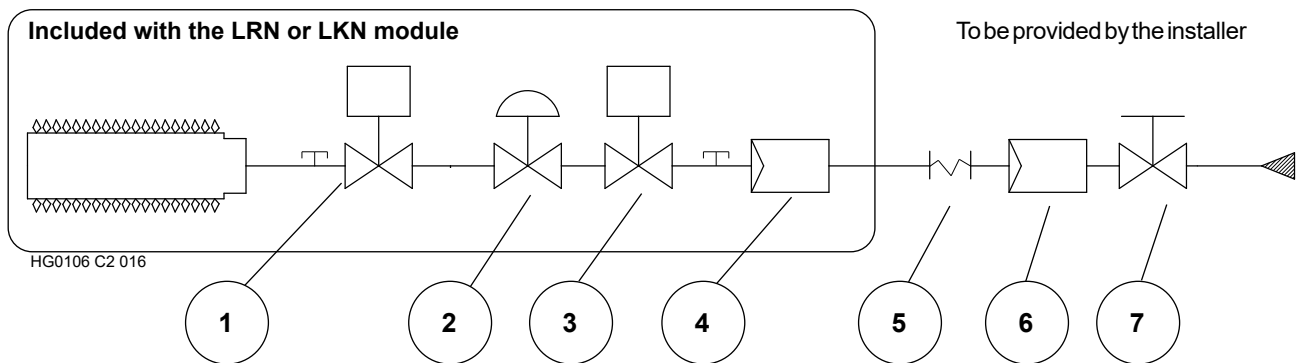 Included with the LRN or LKN module
To be provided by the installer
HG0106 C2 016
1
2
3
4
5
6
7